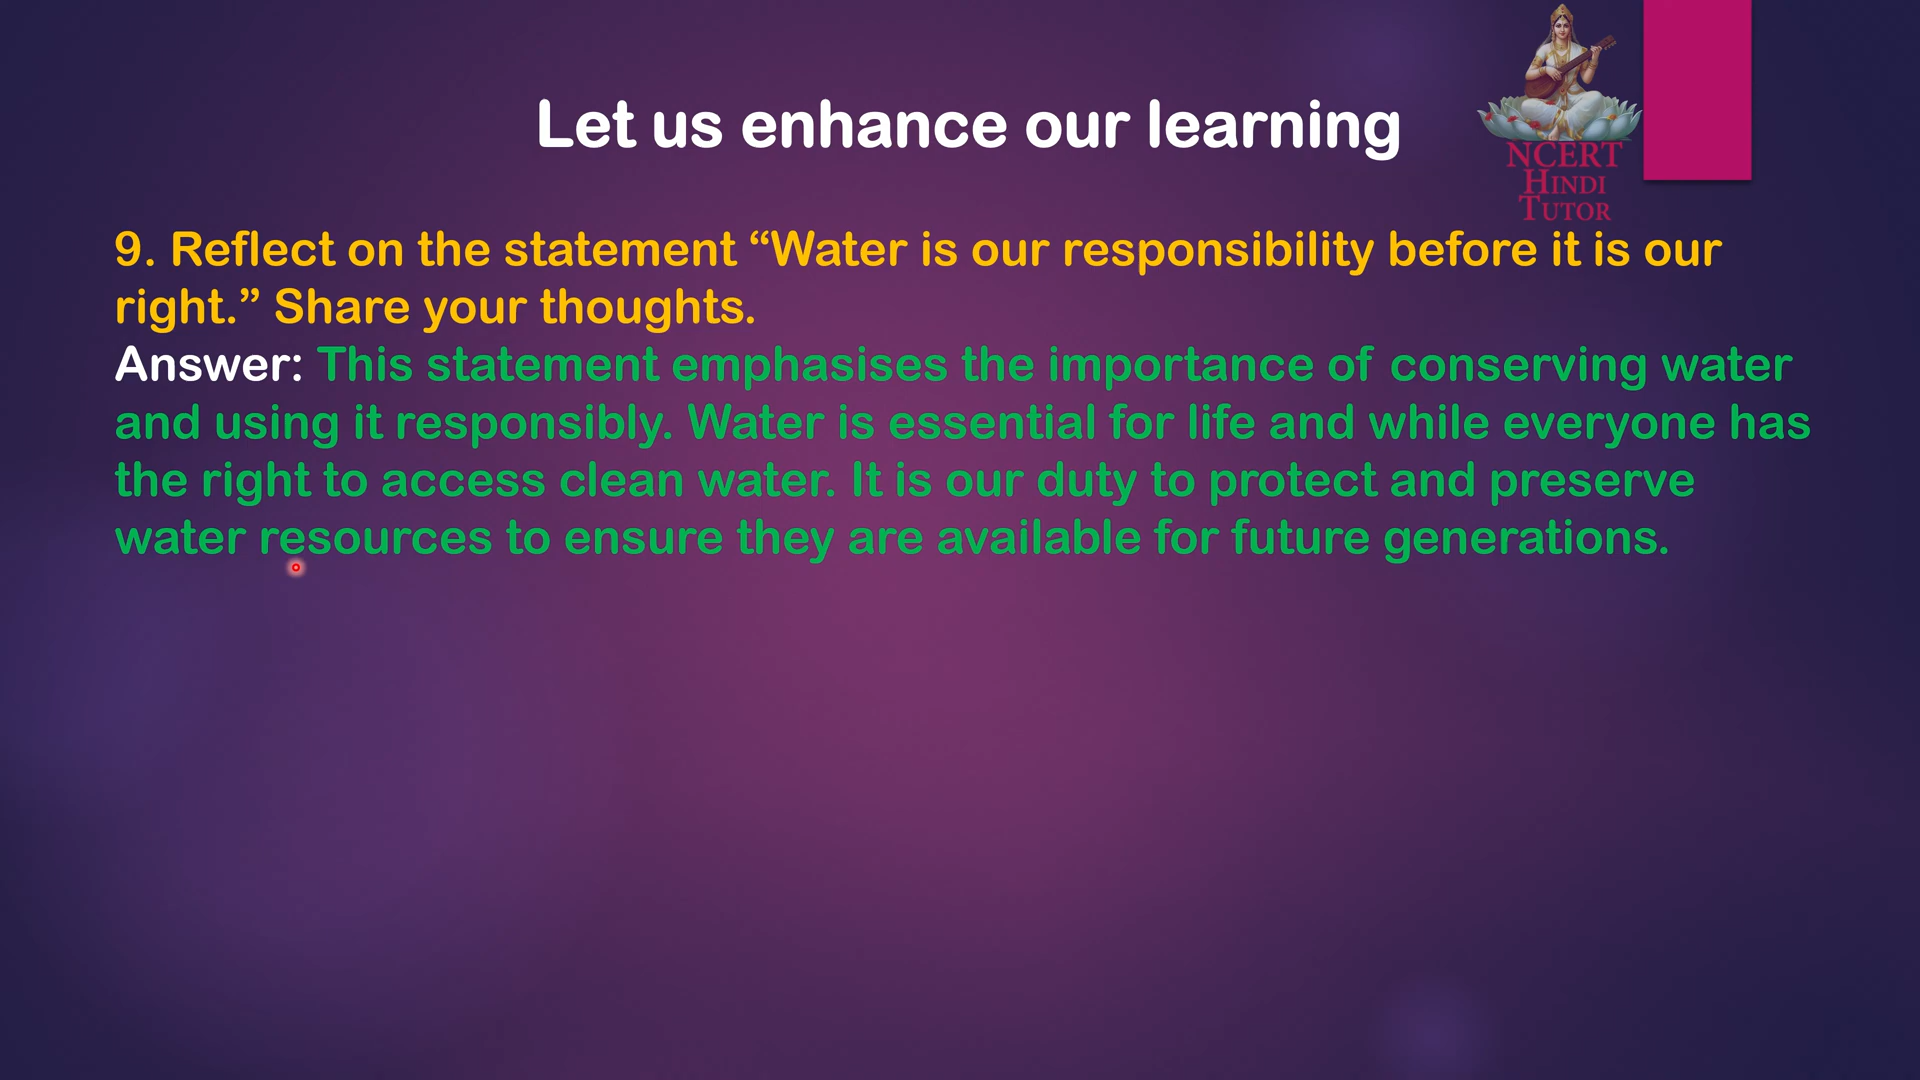 Let us enhance our learning
NCERT
HINDI
TUTOR
9. Reflect on the statement “Water is our responsibility before it is our
right.” Share your thoughts.
Answer: This statement emphasises the importance of conserving water
and using it responsibly. Water is essential for life and while everyone has
the right to access clean water. It is our duty to protect and preserve
water resources to ensure they are available for future generations.